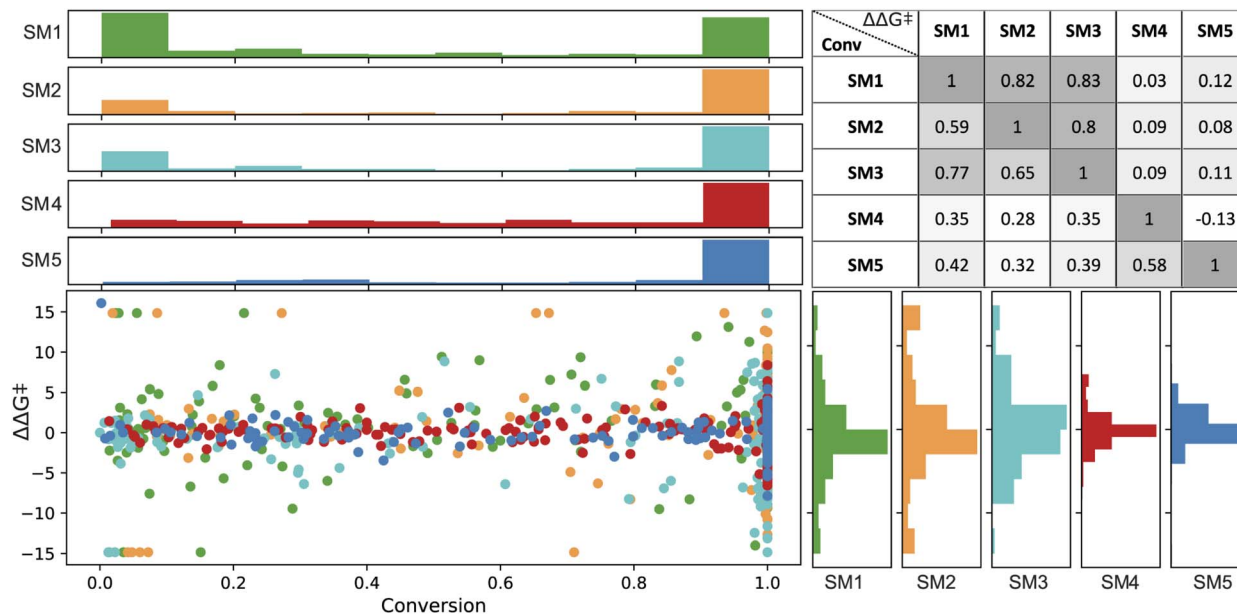 SM1
SM2
SM3
SM4
SM5
ΔΔG‡
Conv
SM1 SM2 SM3 SM4 SM5
SM1 1 0.82 0.83 0.03 0.12
SM2 0.59 1 0.8 0.09 0.08
SM3 0.77 0.65 1 0.09 0.11
SM4 0.35 0.28 0.35 1 -0.13
SM5 0.42 0.32 0.39 0.58 1
ΔΔG‡
15
10
5
0
−5
−10
−15
0.0 0.2 0.4 0.6 0.8 1.0
Conversion
SM1 SM2 SM3 SM4 SM5